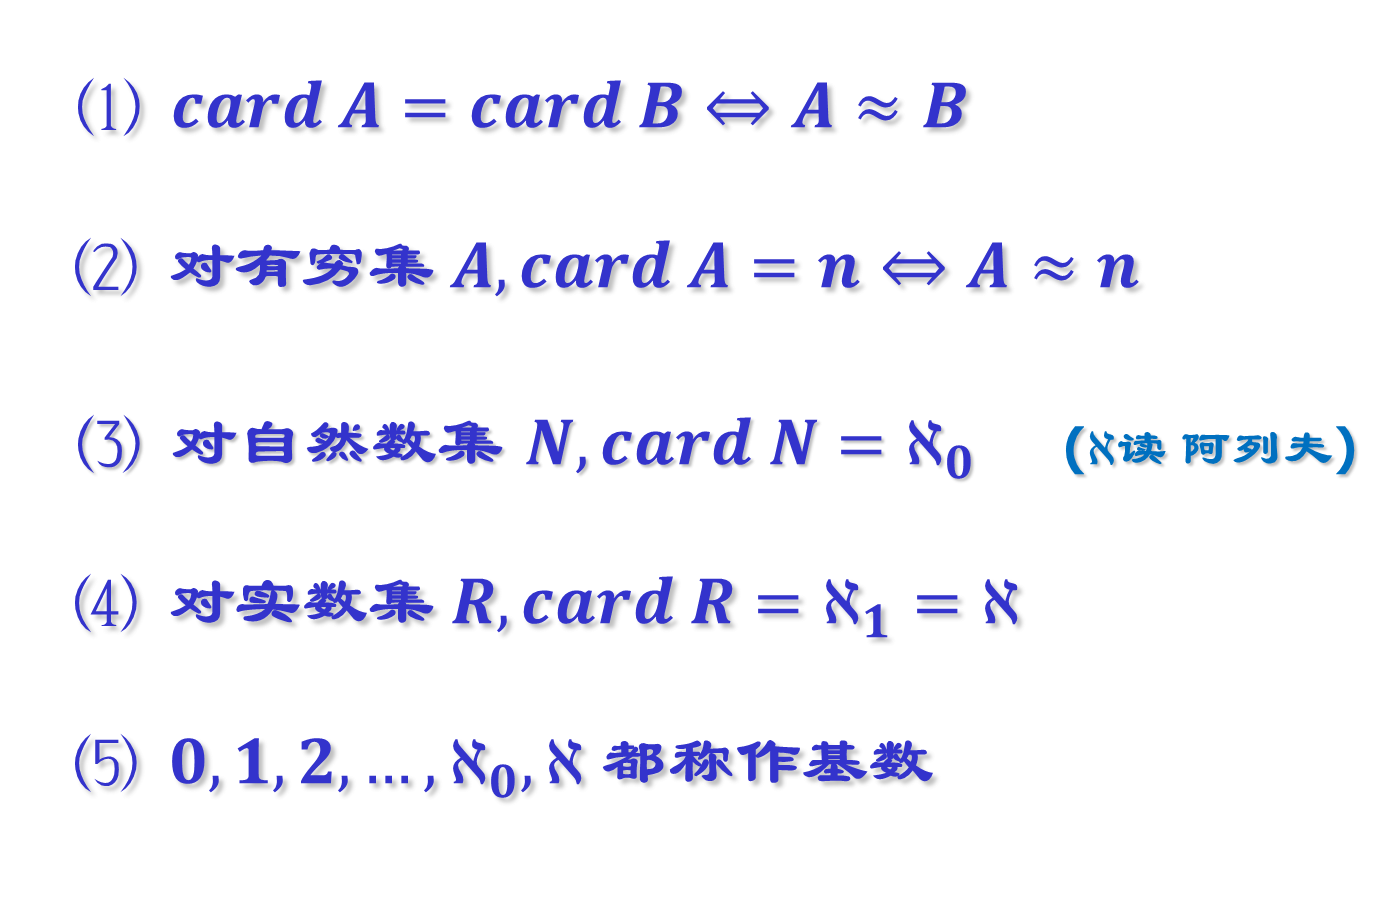 (1) card A = card B ⇔ A ≈ B
(2) 对有穷集 A, card A = n ⇔ A ≈ n
(3) 对自然数集 N, card N = ℵ₀ (ℵ读 阿列夫)
(4) 对实数集 R, card R = ℵ₁ = ℵ
(5) 0, 1, 2, … , ℵ₀, ℵ 都称作基数